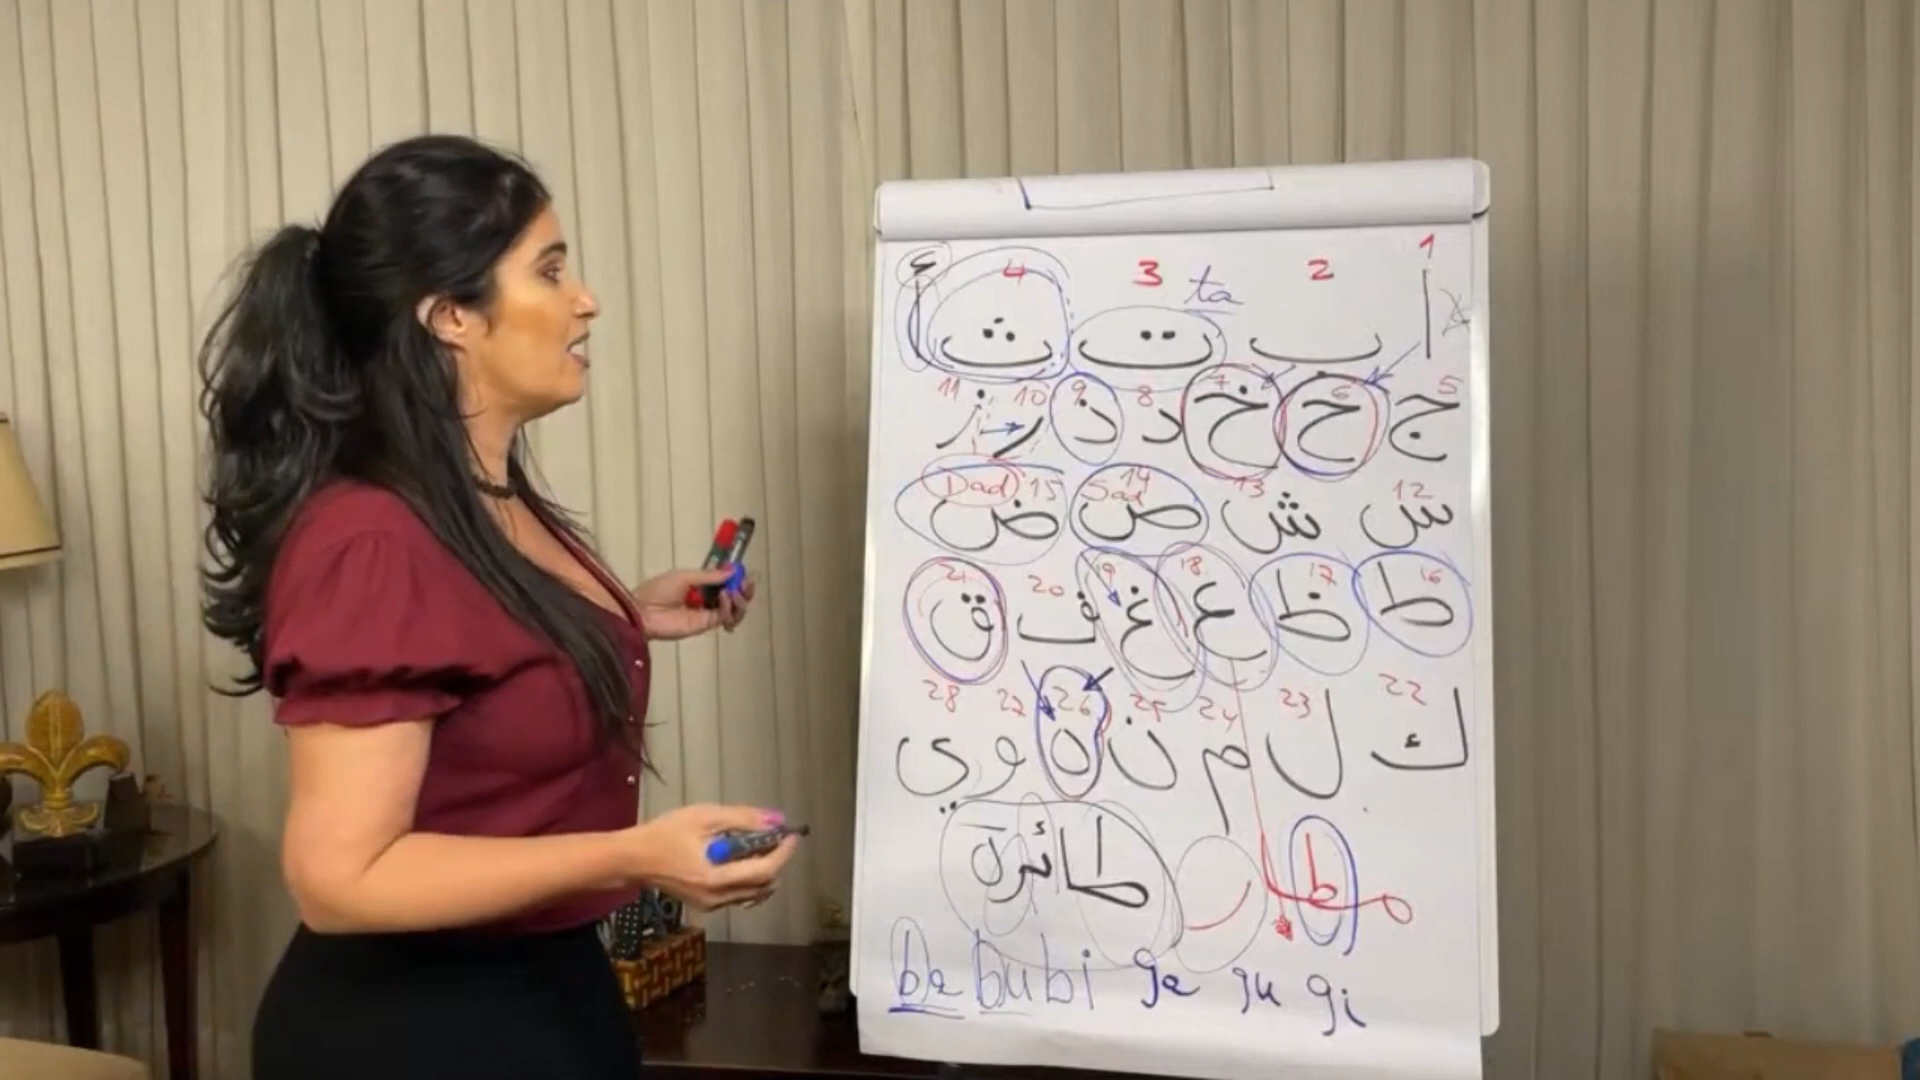 1 2 3 ta 4
ا ب ت ث أ
5 6 7 8 9 10 11
ج ح خ د ذ ر ز
12 13 14 Sad 15 Dad
س ش ص ض
16 17 18 19 20 21
ط ظ ع غ ف ق
22 23 24 25 26 27 28
ك ل م ن ه و ي
مطار طائرة
ba bu bi ga gu gi